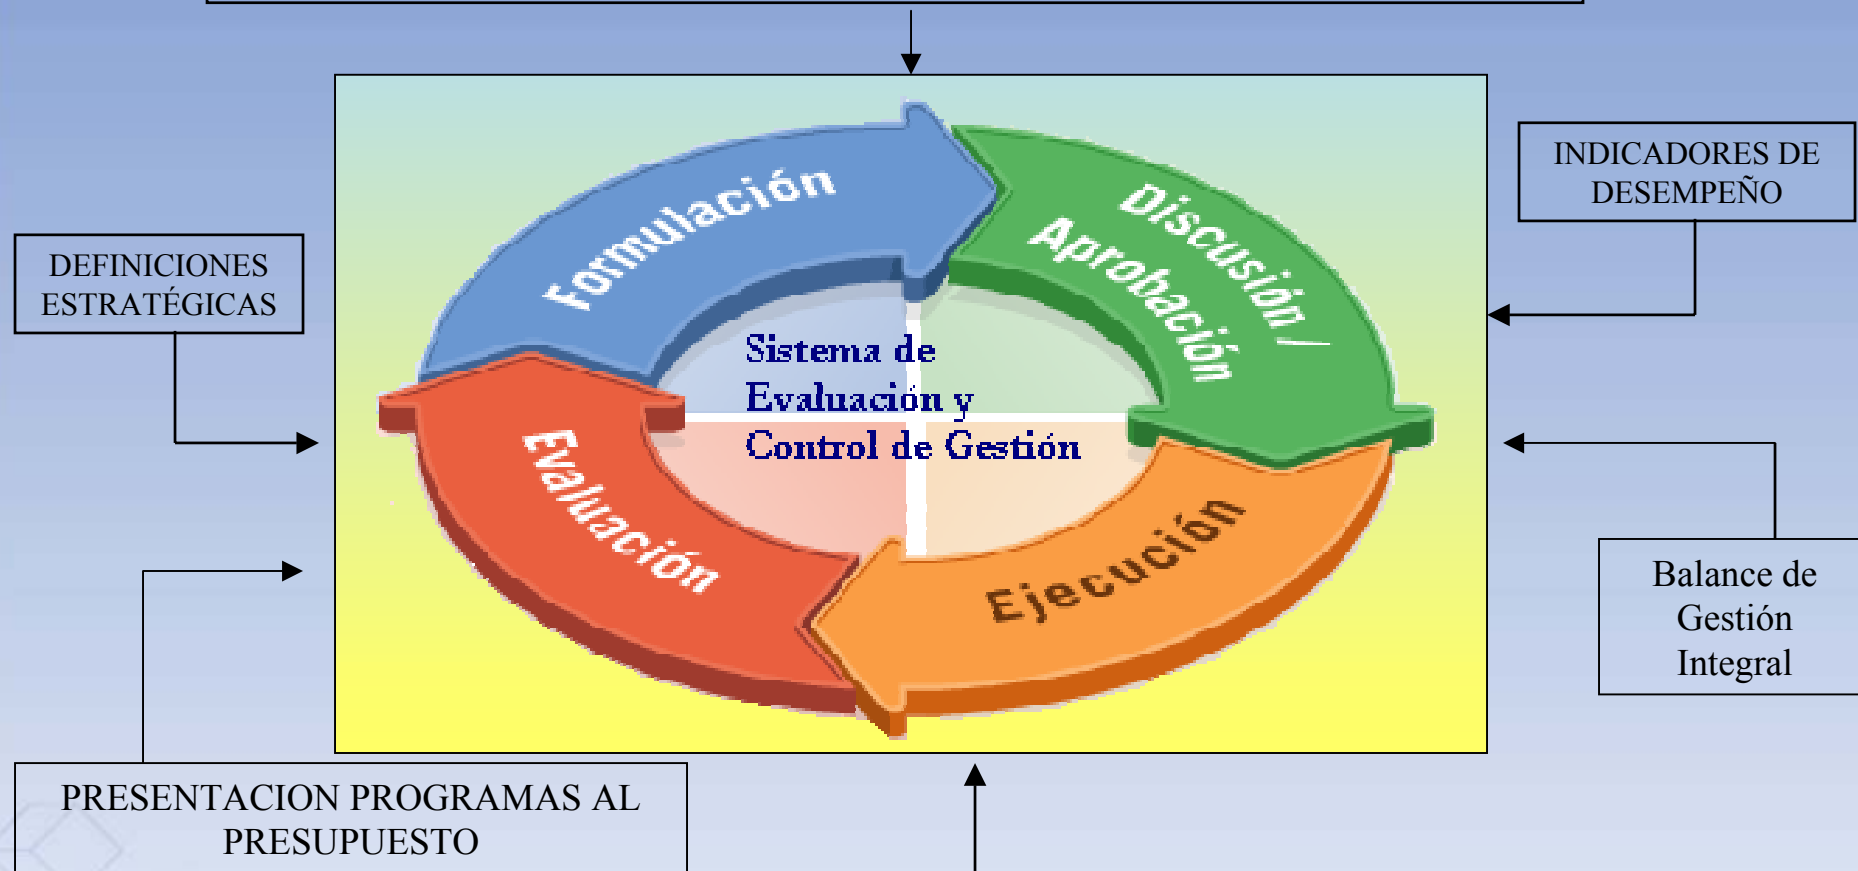 INDICADORES DE
DESEMPEÑO
DEFINICIONES
ESTRATÉGICAS
Formulación
Discusión /
Aprobación
Sistema de
Evaluación y
Control de Gestión
Evaluación
Ejecución
Balance de
Gestión
Integral
PRESENTACION PROGRAMAS AL
PRESUPUESTO